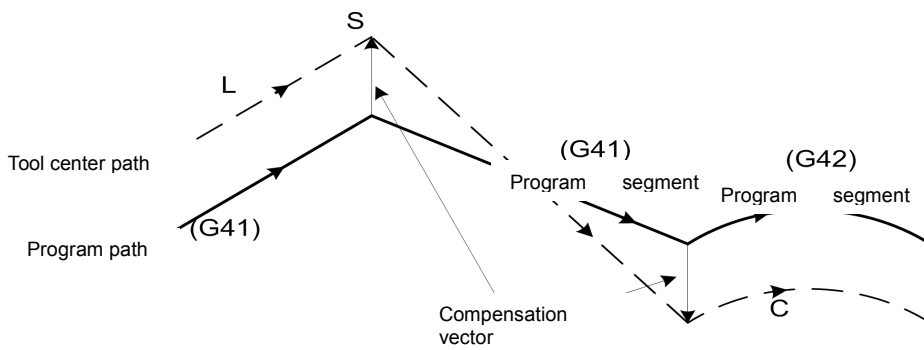 S
L
Tool center path
(G41)
Program path
(G41)
Program segment
(G42)
Program segment
Compensation
vector
C